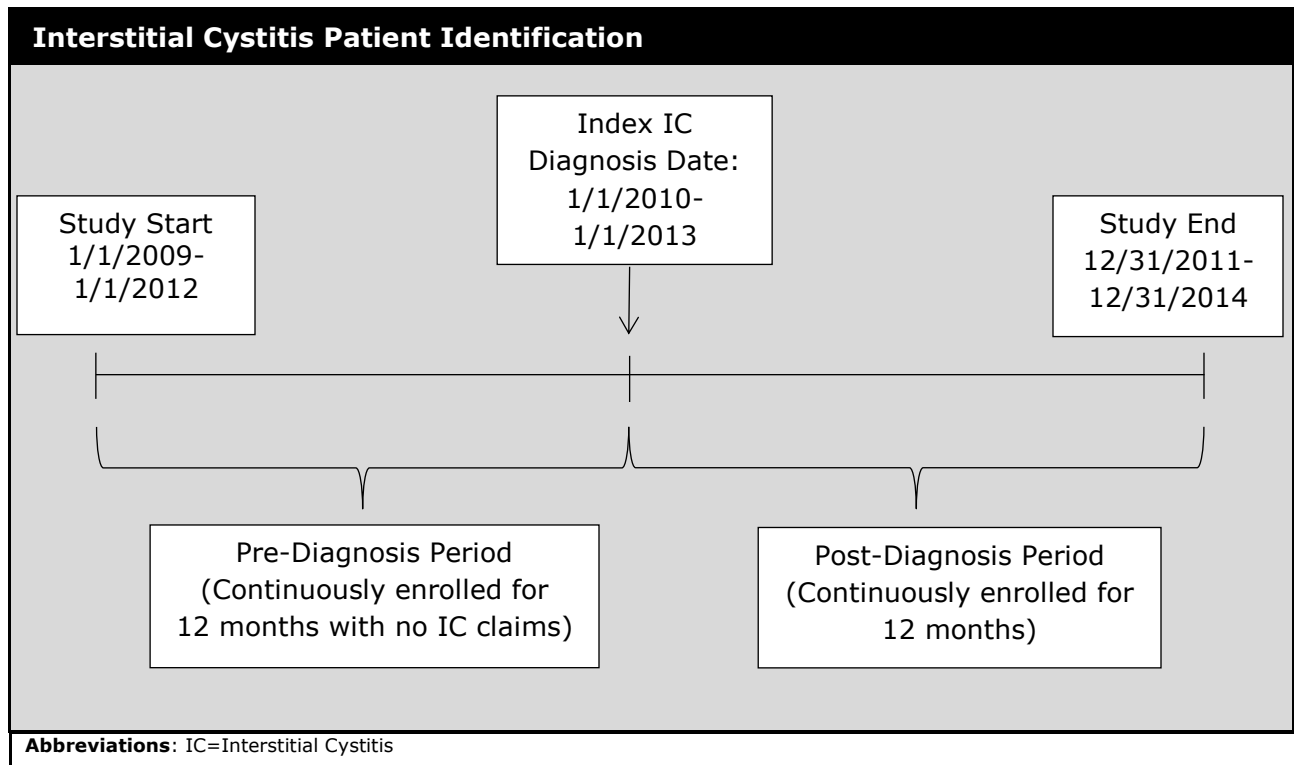 Interstitial Cystitis Patient Identification
Index IC
Diagnosis Date:
1/1/2010-
1/1/2013
Study Start
1/1/2009-
1/1/2012
Study End
12/31/2011-
12/31/2014
Pre-Diagnosis Period
(Continuously enrolled for
12 months with no IC claims)
Post-Diagnosis Period
(Continuously enrolled for
12 months)
Abbreviations: IC=Interstitial Cystitis